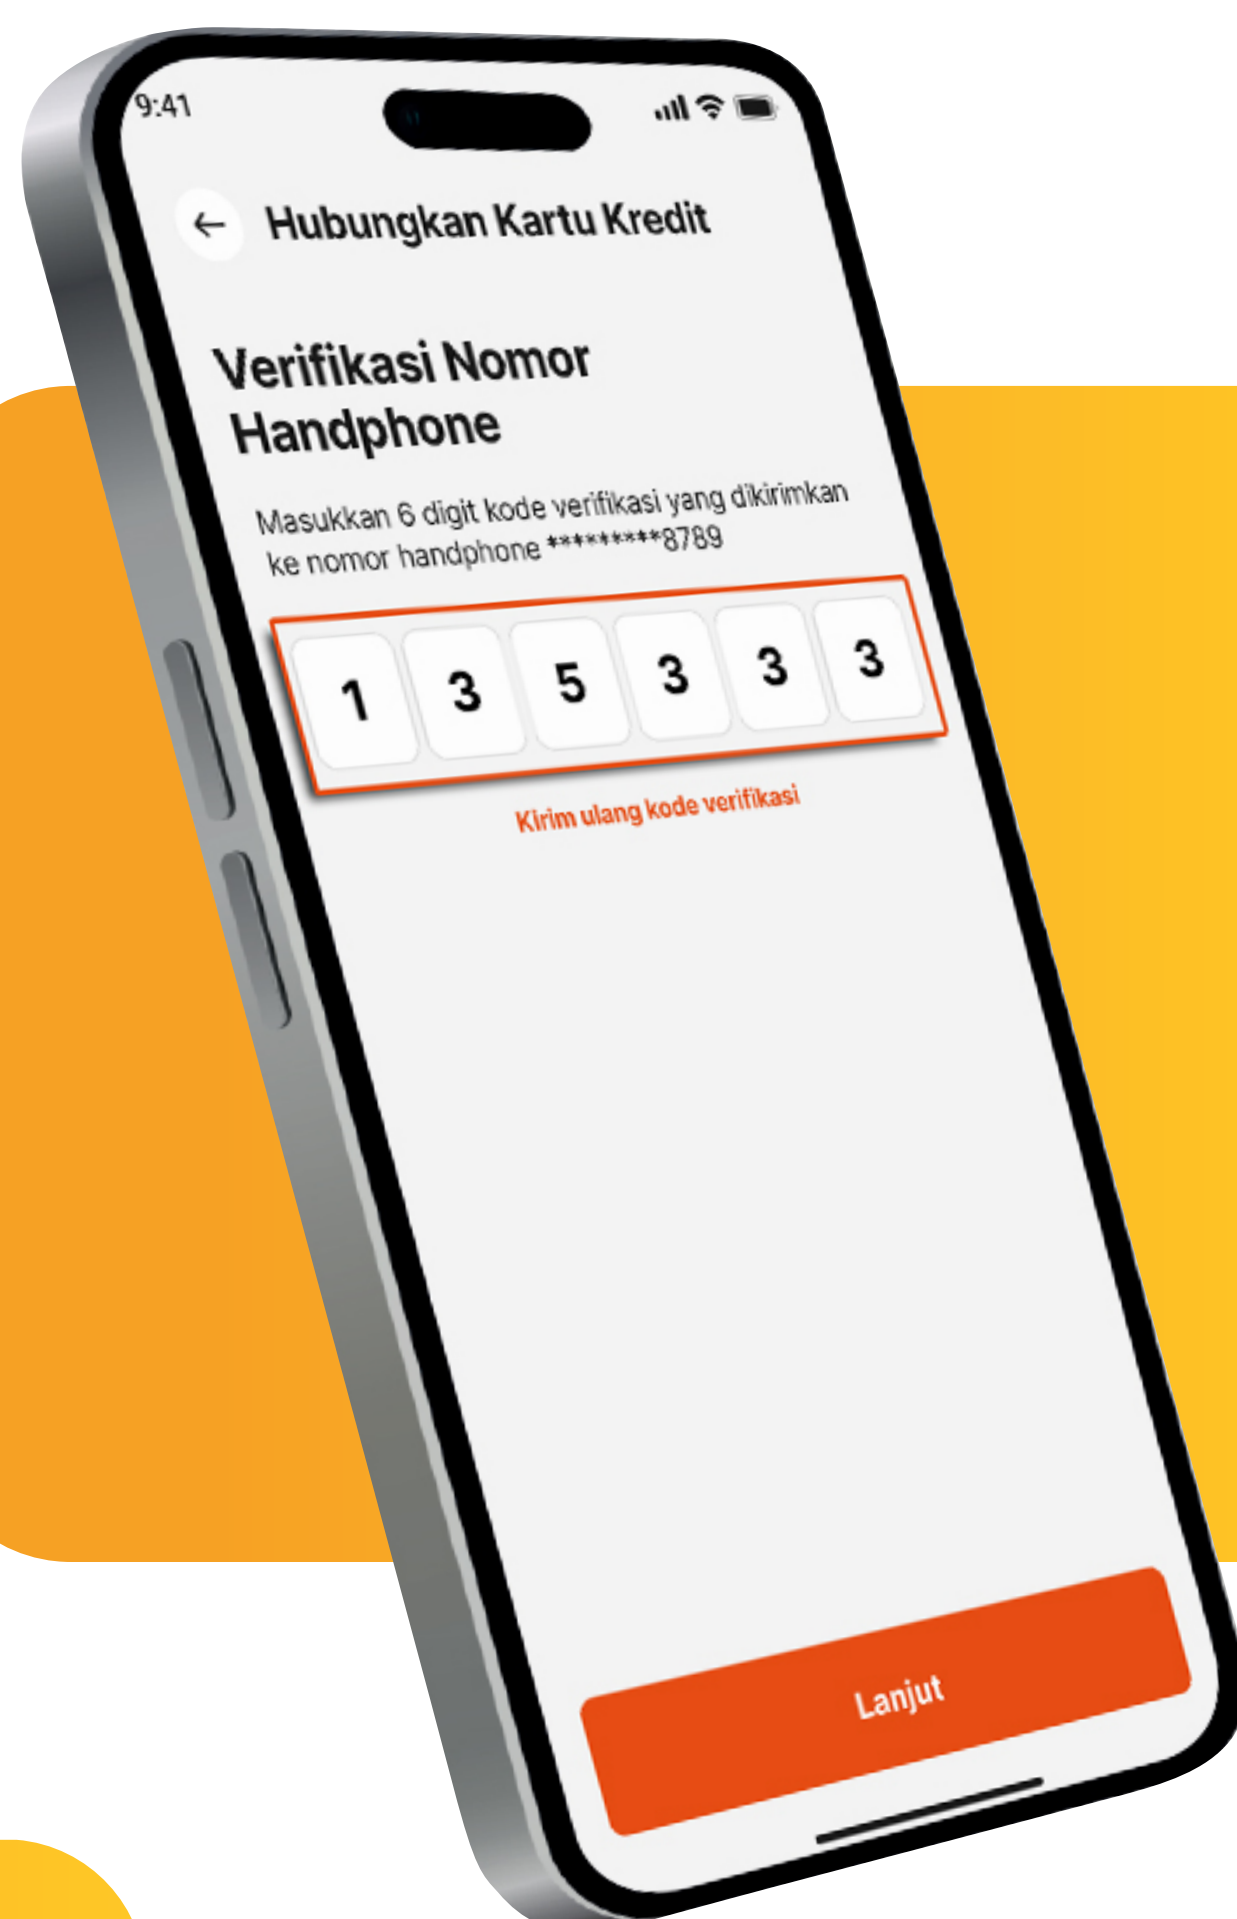 9:41
Hubungkan Kartu Kredit
Verifikasi Nomor
Handphone
Masukkan 6 digit kode verifikasi yang dikirimkan
ke nomor handphone *********8789
1 3 5 3 3 3
Kirim ulang kode verifikasi
Lanjut